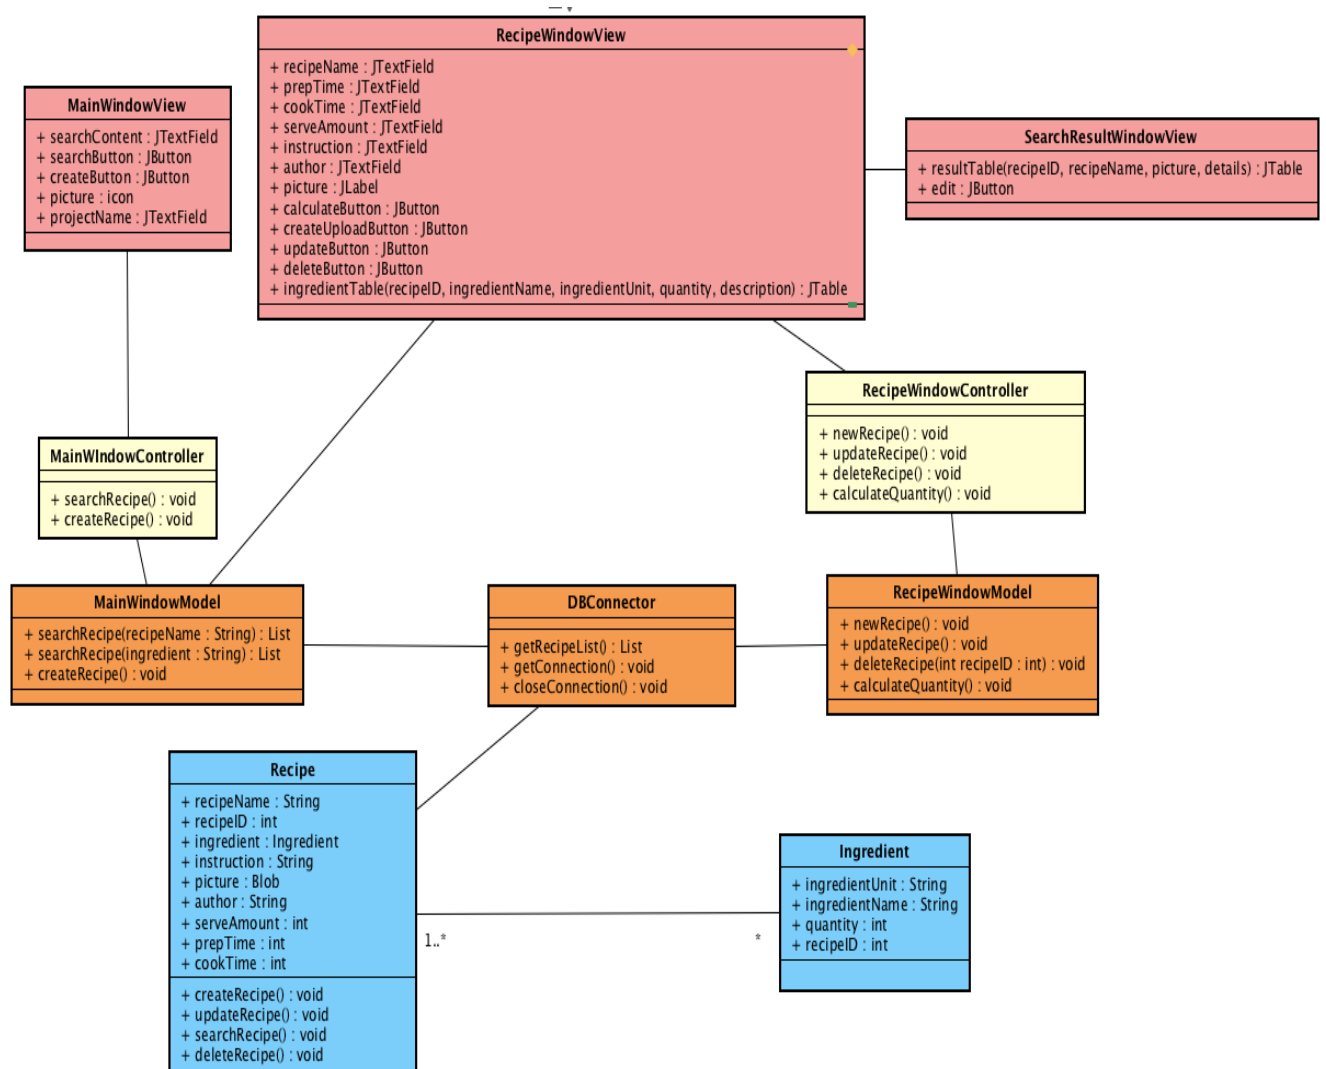 RecipeWindowView
+ recipeName : JTextField
+ prepTime : JTextField
+ cookTime : JTextField
+ serveAmount : JTextField
+ instruction : JTextField
+ author : JTextField
+ picture : JLabel
+ calculateButton : JButton
+ createUploadButton : JButton
+ updateButton : JButton
+ deleteButton : JButton
+ ingredientTable(recipeID, ingredientName, ingredientUnit, quantity, description) : JTable
MainWindowView
+ searchContent : JTextField
+ searchButton : JButton
+ createButton : JButton
+ picture : icon
+ projectName : JTextField
SearchResultWindowView
+ resultTable(recipeID, recipeName, picture, details) : JTable
+ edit : JButton
RecipeWindowController
+ newRecipe() : void
+ updateRecipe() : void
+ deleteRecipe() : void
+ calculateQuantity() : void
MainWIndowController
+ searchRecipe() : void
+ createRecipe() : void
MainWindowModel
+ searchRecipe(recipeName : String) : List
+ searchRecipe(ingredient : String) : List
+ createRecipe() : void
DBConnector
+ getRecipeList() : List
+ getConnection() : void
+ closeConnection() : void
RecipeWindowModel
+ newRecipe() : void
+ updateRecipe() : void
+ deleteRecipe(int recipeID : int) : void
+ calculateQuantity() : void
Recipe
+ recipeName : String
+ recipeID : int
+ ingredient : Ingredient
+ instruction : String
+ picture : Blob
+ author : String
+ serveAmount : int
+ prepTime : int
+ cookTime : int
+ createRecipe() : void
+ updateRecipe() : void
+ searchRecipe() : void
+ deleteRecipe() : void
1..*
*
Ingredient
+ ingredientUnit : String
+ ingredientName : String
+ quantity : int
+ recipeID : int